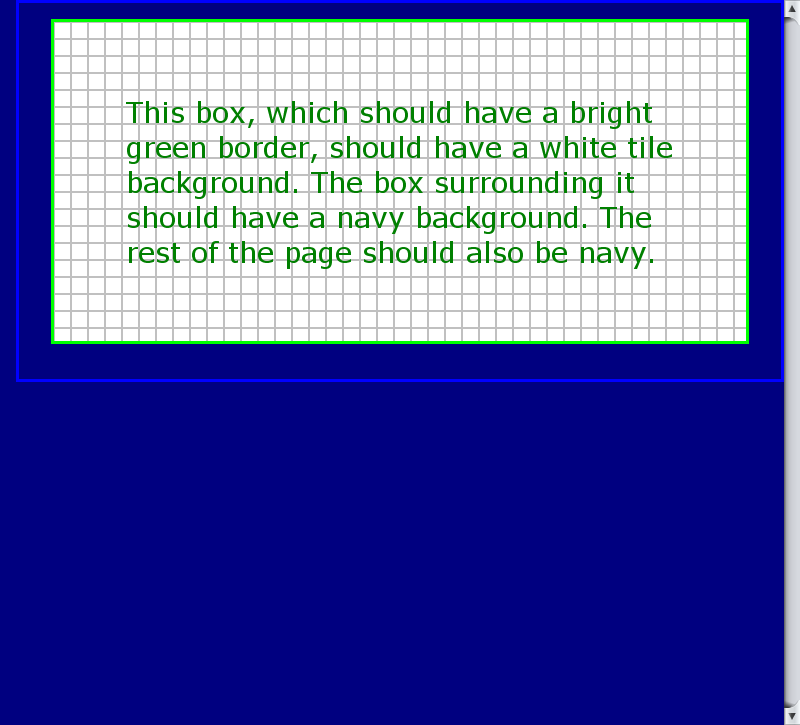 This box, which should have a bright
green border, should have a white tile
background. The box surrounding it
should have a navy background. The
rest of the page should also be navy.